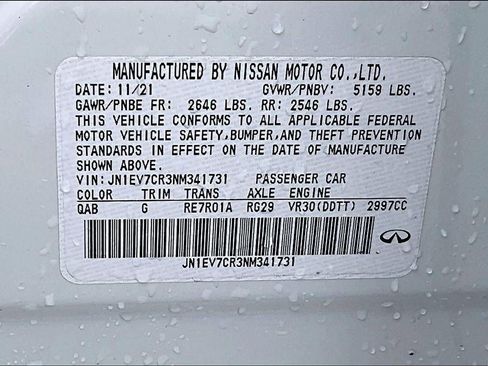 MANUFACTURED BY NISSAN MOTOR CO.,LTD.
DATE: 11/21 GVWR/PNBV: 5159 LBS.
GAWR/PNBE FR: 2646 LBS. RR: 2546 LBS.
THIS VEHICLE CONFORMS TO ALL APPLICABLE FEDERAL
MOTOR VEHICLE SAFETY,BUMPER,AND THEFT PREVENTION
STANDARDS IN EFFECT ON THE DATE OF MANUFACTURE
SHOWN ABOVE.
VIN: JN1EV7CR3NM341731 PASSENGER CAR
COLOR TRIM TRANS AXLE ENGINE
QAB G RE7R01A RG29 VR30(DDTT) 2997CC
JN1EV7CR3NM341731